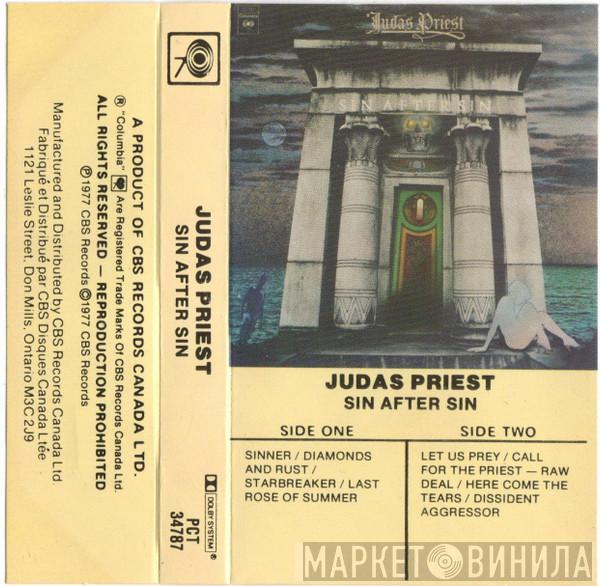 Judas Priest
SIN AFTER SIN
JUDAS PRIEST
SIN AFTER SIN
SIDE ONE
SINNER / DIAMONDS
AND RUST /
STARBREAKER / LAST
ROSE OF SUMMER
SIDE TWO
LET US PREY / CALL
FOR THE PRIEST — RAW
DEAL / HERE COME THE
TEARS / DISSIDENT
AGGRESSOR
JUDAS PRIEST
SIN AFTER SIN
DOLBY SYSTEM ®
PCT
34787
A PRODUCT OF CBS RECORDS CANADA LTD.
® "Columbia" Are Registered Trade Marks Of CBS Records Canada Ltd.
ALL RIGHTS RESERVED — REPRODUCTION PROHIBITED
Ⓟ1977 CBS Records ©1977 CBS Records
Manufactured and Distributed by CBS Records Canada Ltd
Fabriqué et Distribué par CBS Disques Canada Ltée
1121 Leslie Street, Don Mills, Ontario M3C 2J9
МАРКЕТ ВИНИЛА